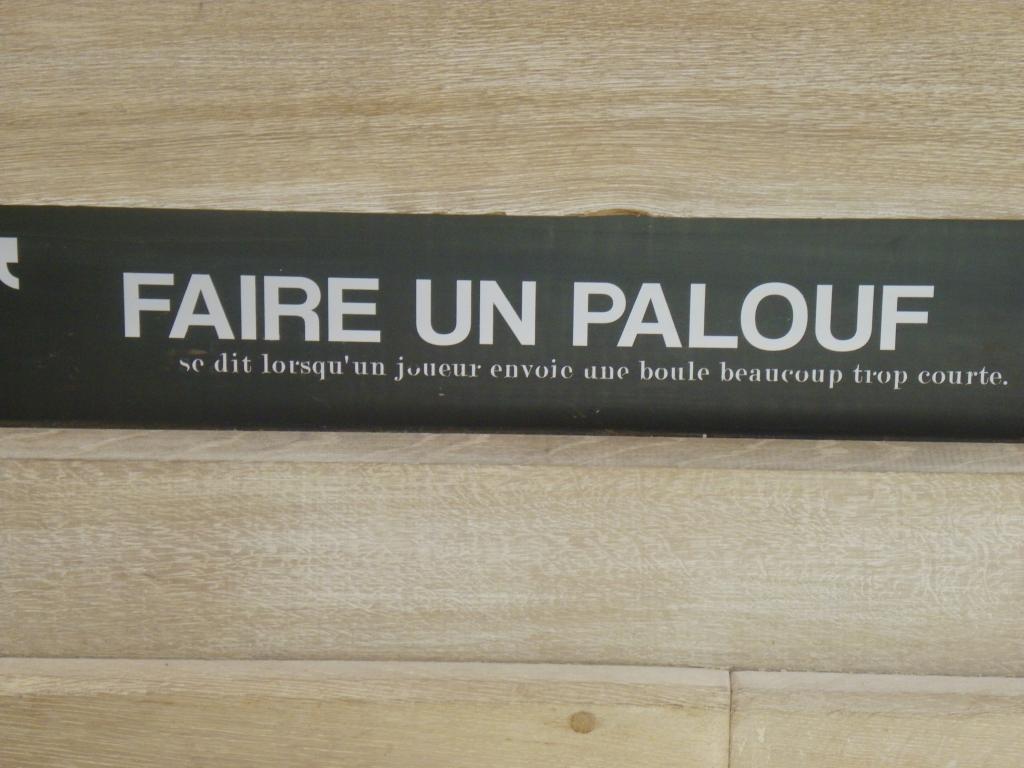 FAIRE UN PALOUF
se dit lorsqu'un joueur envoie une boule beaucoup trop courte.